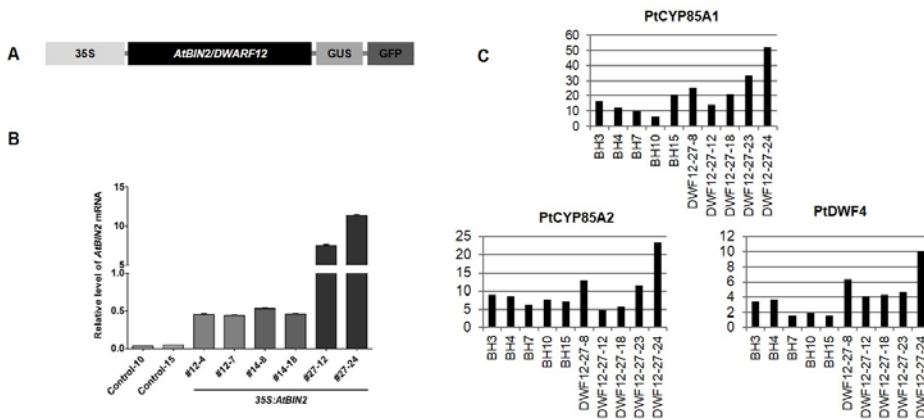 A
35S
AtBIN2/DWARF12
GUS
GFP
B
Relative level of AtBIN2 mRNA
15
10
5
1.0
0.5
0.0
Control-10
Control-15
#12-4
#12-7
#14-8
#14-18
#27-12
#27-24
35S:AtBIN2
C
PtCYP85A1
60
50
40
30
20
10
0
BH3
BH4
BH7
BH10
BH15
DWF12-27-8
DWF12-27-12
DWF12-27-18
DWF12-27-23
DWF12-27-24
PtCYP85A2
25
20
15
10
5
0
BH3
BH4
BH7
BH10
BH15
DWF12-27-8
DWF12-27-12
DWF12-27-18
DWF12-27-23
DWF12-27-24
PtDWF4
12
10
8
6
4
2
0
BH3
BH4
BH7
BH10
BH15
DWF12-27-8
DWF12-27-12
DWF12-27-18
DWF12-27-23
DWF12-27-24